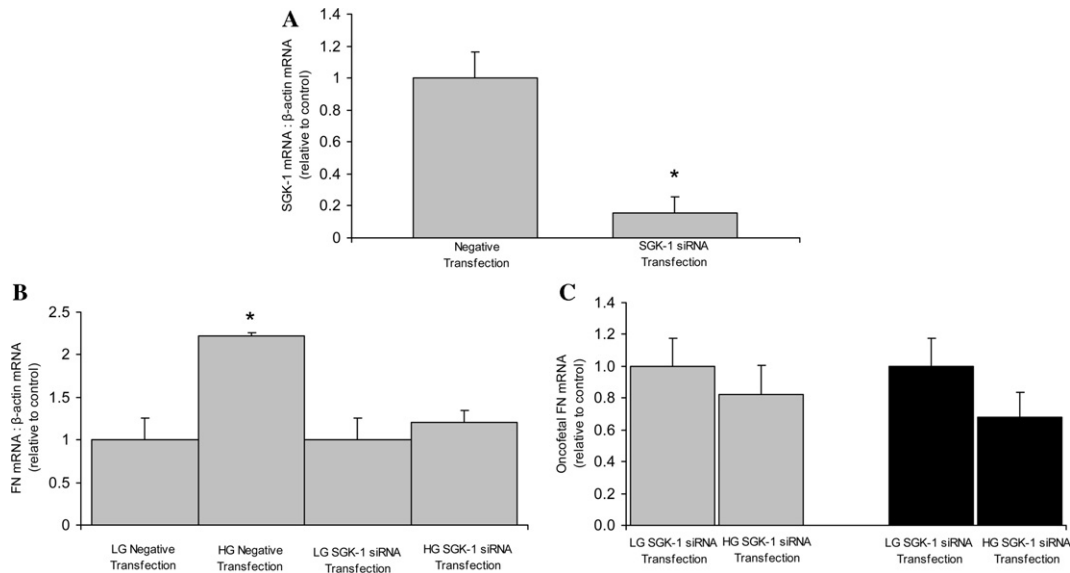 A
SGK-1 mRNA : β-actin mRNA
(relative to control)
1.4
1.2
1
0.8
0.6
0.4
0.2
0
*
Negative
Transfection
SGK-1 siRNA
Transfection
B
FN mRNA : β-actin mRNA
(relative to control)
2.5
2
1.5
1
0.5
0
*
LG Negative
Transfection
HG Negative
Transfection
LG SGK-1 siRNA
Transfection
HG SGK-1 siRNA
Transfection
C
Oncofetal FN mRNA
(relative to control)
1.4
1.2
1.0
0.8
0.6
0.4
0.2
0.0
LG SGK-1 siRNA
Transfection
HG SGK-1 siRNA
Transfection
LG SGK-1 siRNA
Transfection
HG SGK-1 siRNA
Transfection